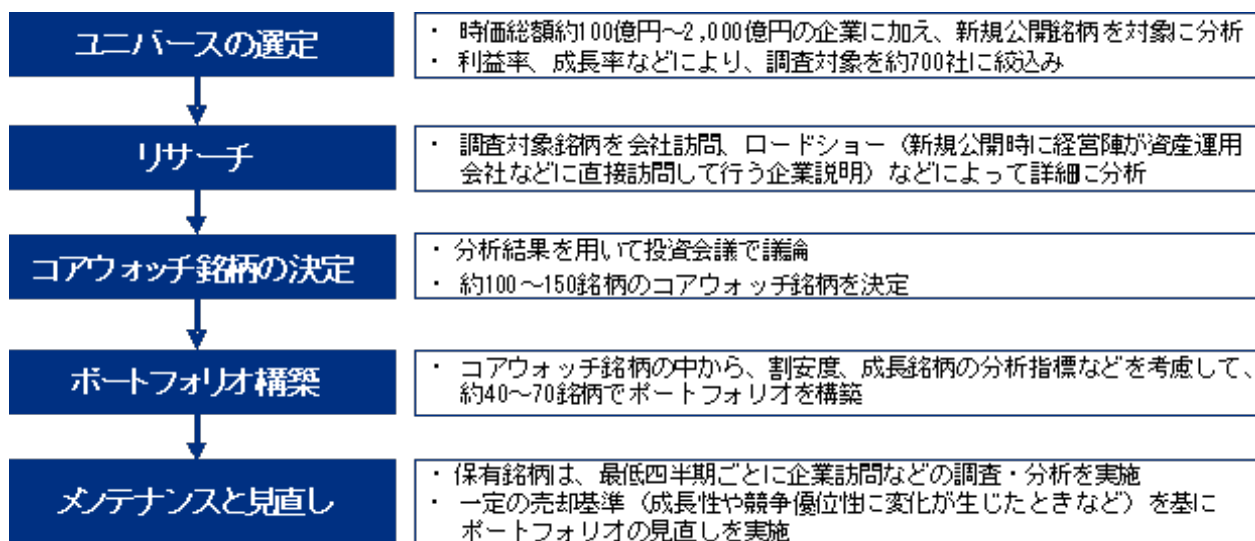 ユニバースの選定
・ 時価総額約100億円～2,000億円の企業に加え、新規公開銘柄を対象に分析
・ 利益率、成長率などにより、調査対象を約700社に絞込み
リサーチ
・ 調査対象銘柄を会社訪問、ロードショー（新規公開時に経営陣が資産運用
会社などに直接訪問して行う企業説明）などによって詳細に分析
コアウォッチ銘柄の決定
・ 分析結果を用いて投資会議で議論
・ 約100～150銘柄のコアウォッチ銘柄を決定
ポートフォリオ構築
・ コアウォッチ銘柄の中から、割安度、成長銘柄の分析指標などを考慮して、
約40～70銘柄でポートフォリオを構築
メンテナンスと見直し
・ 保有銘柄は、最低四半期ごとに企業訪問などの調査・分析を実施
・ 一定の売却基準（成長性や競争優位性に変化が生じたときなど）を基に
ポートフォリオの見直しを実施